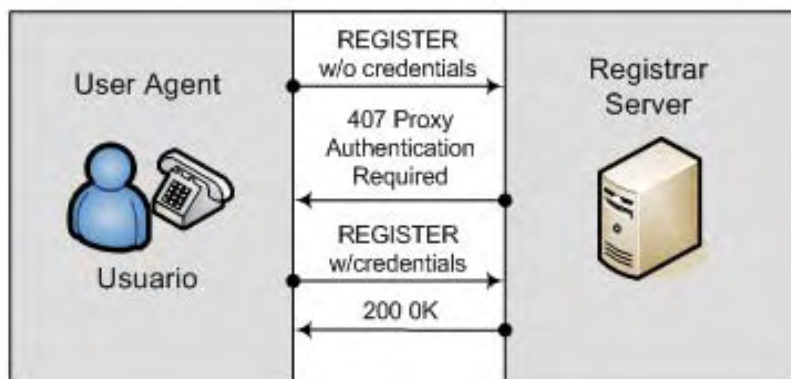 User Agent
Usuario
REGISTER
w/o credentials
407 Proxy
Authentication
Required
REGISTER
w/credentials
200 0K
Registrar
Server